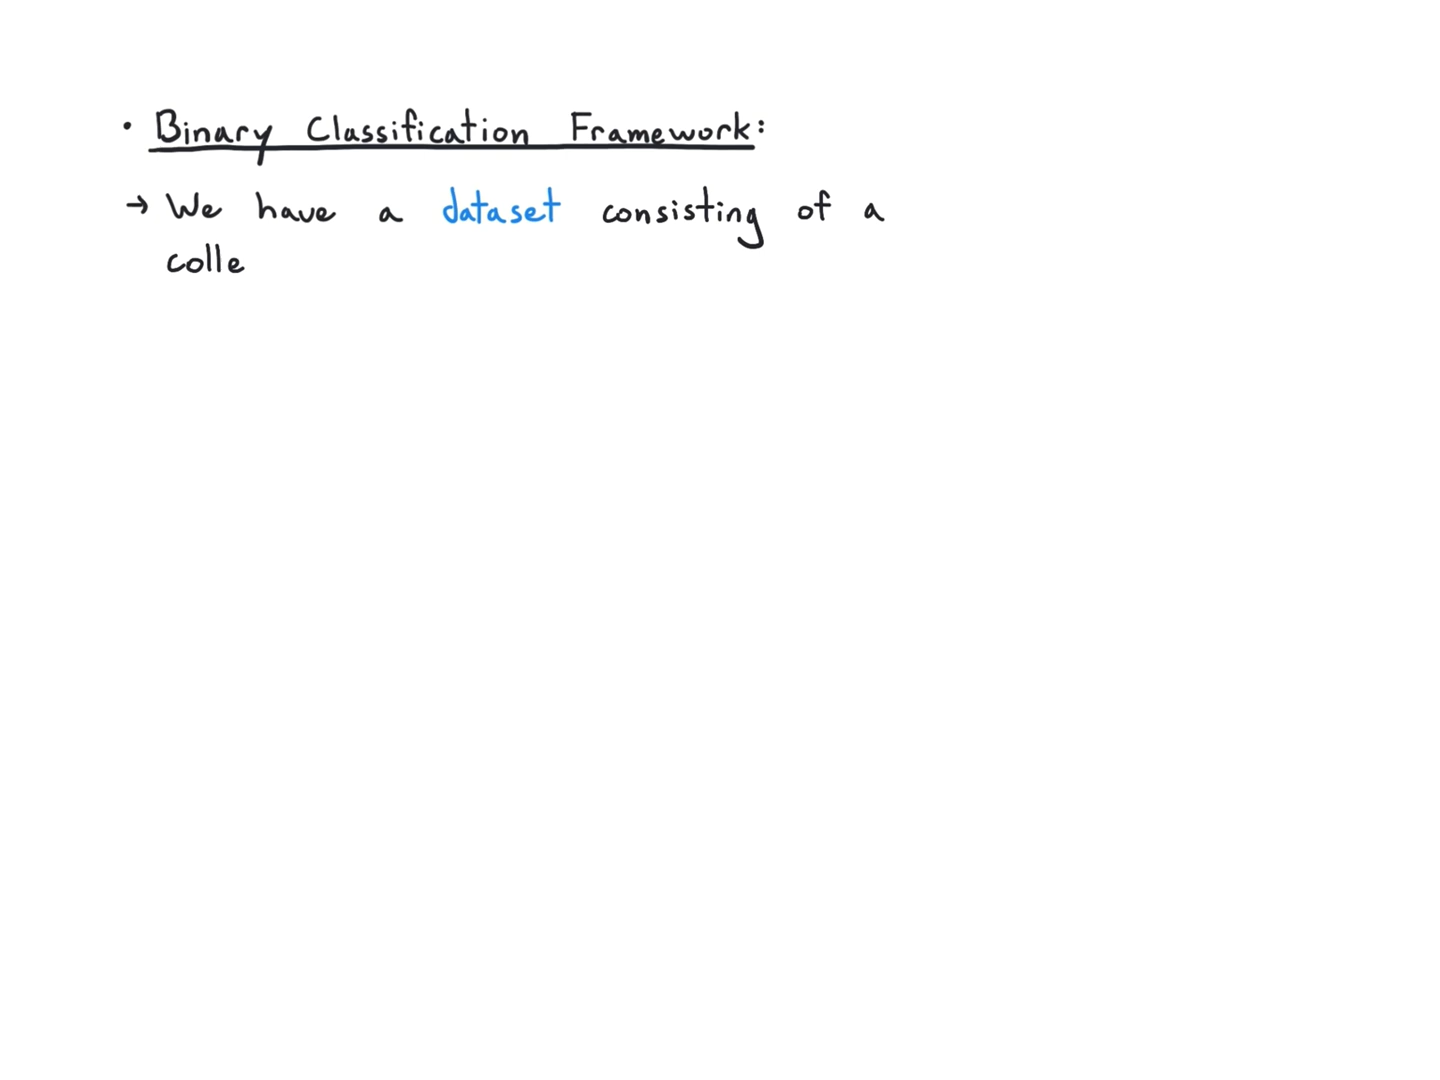 • Binary Classification Framework:
→ We have a dataset consisting of a
colle